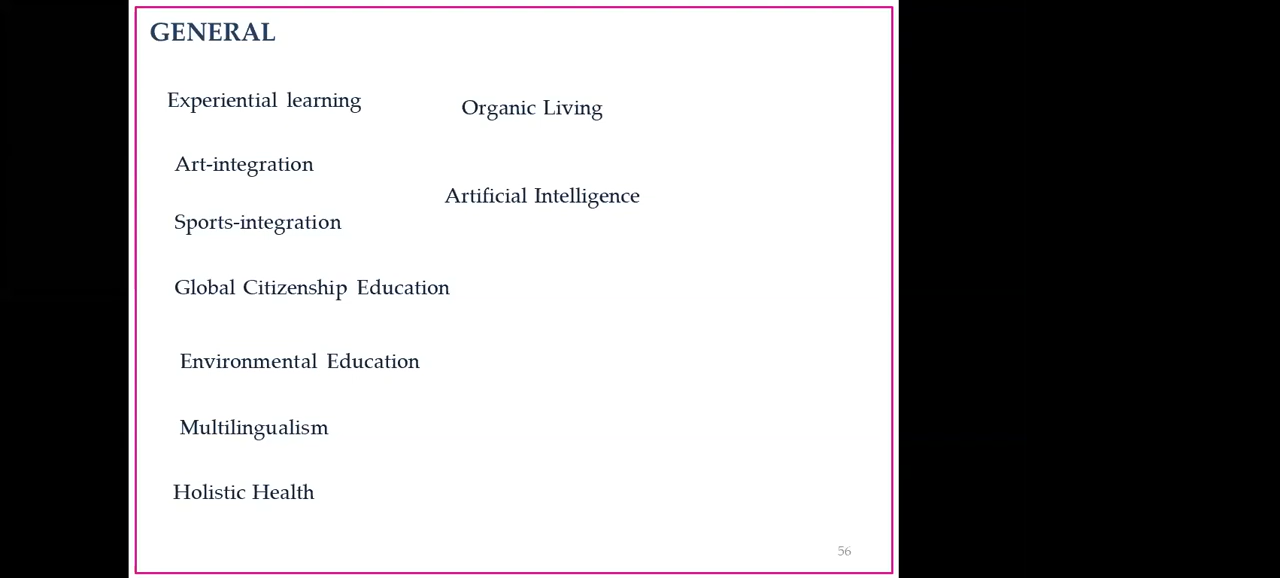 GENERAL
Experiential learning
Organic Living
Art-integration
Artificial Intelligence
Sports-integration
Global Citizenship Education
Environmental Education
Multilingualism
Holistic Health
56